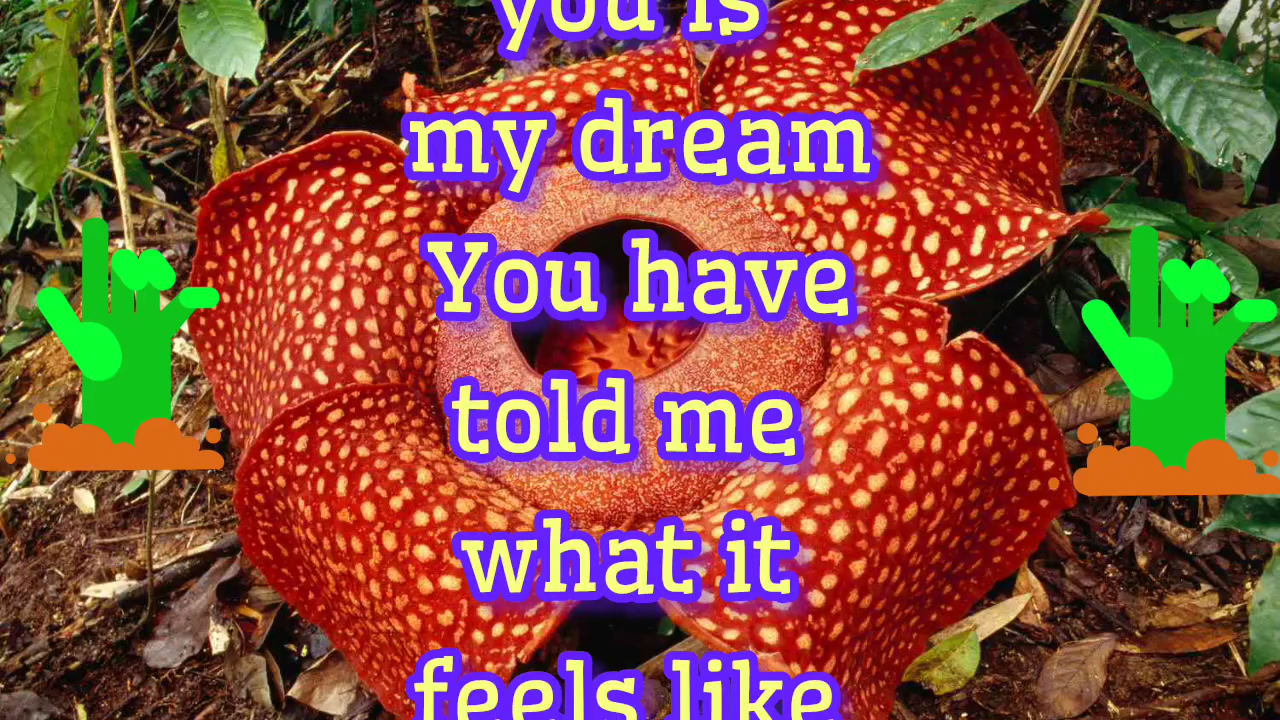 you is
my dream
You have
told me
what it
feels like